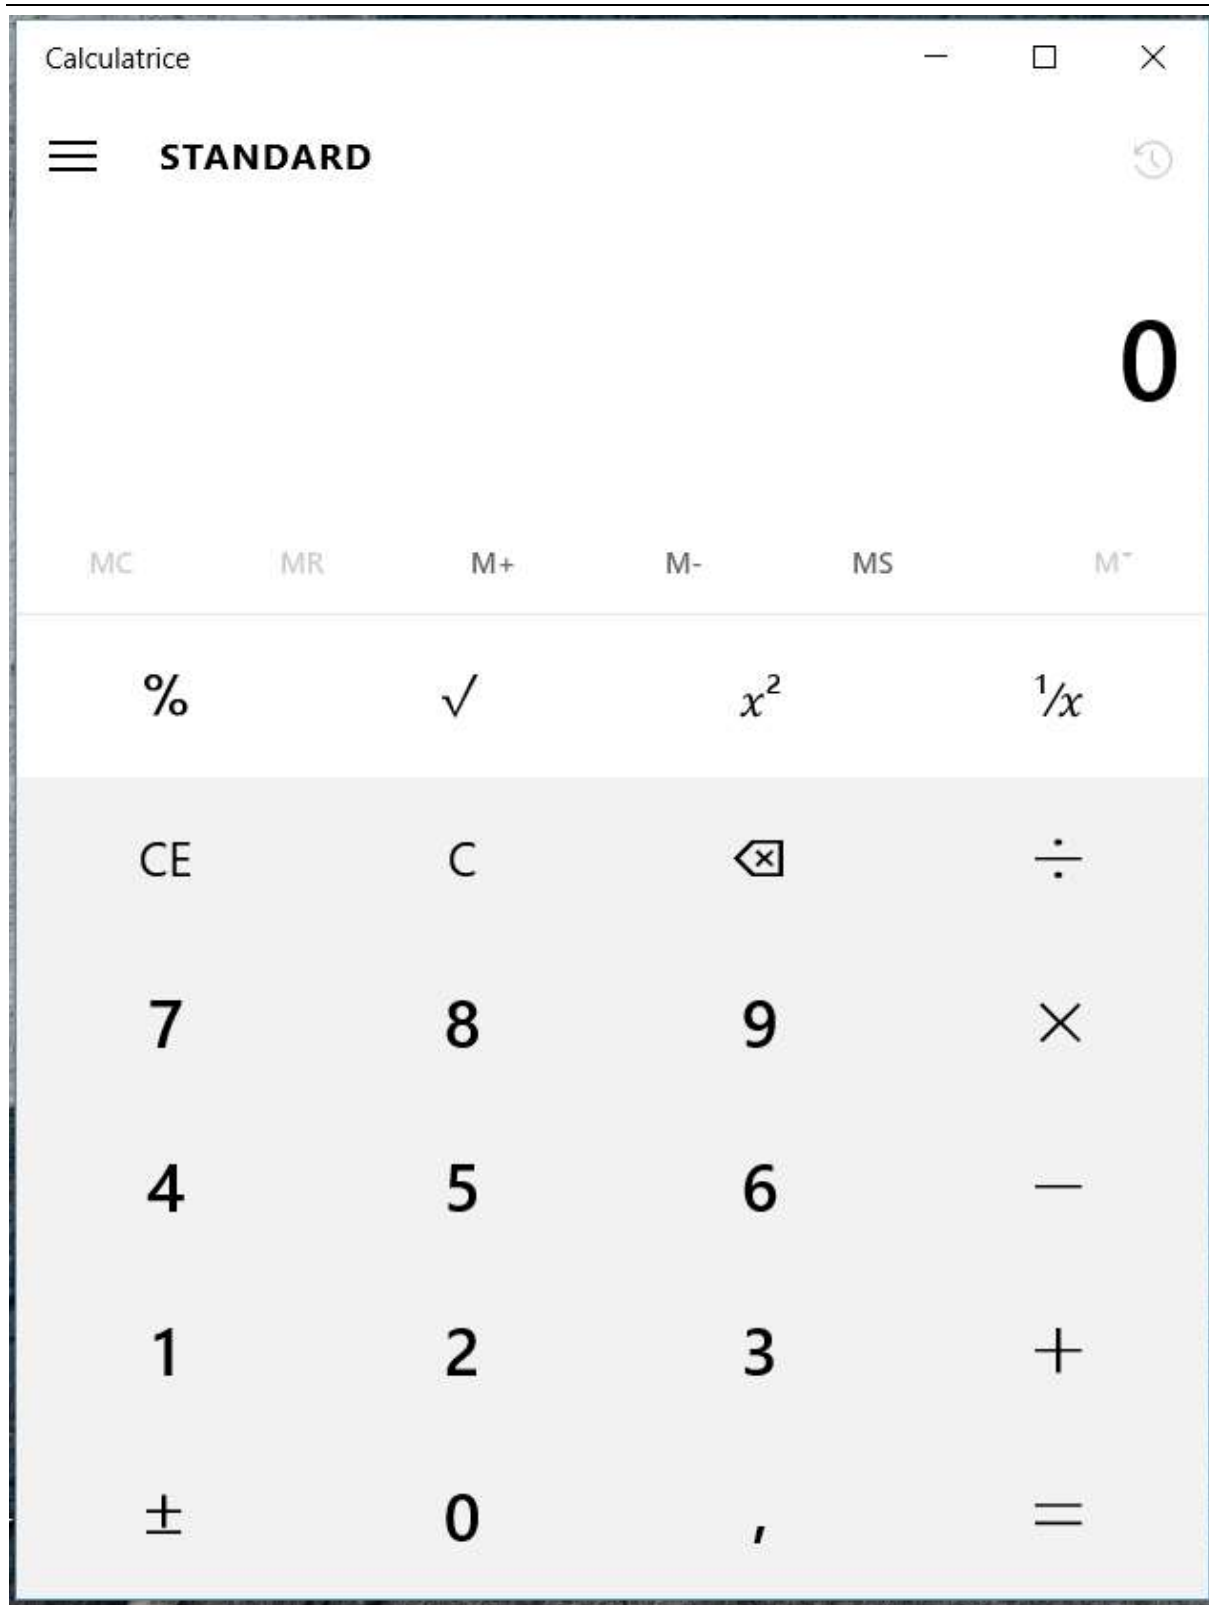 Calculatrice
STANDARD
0
MC MR M+ M- MS M˅
% √ x² ¹/x
CE C ÷
7 8 9 ×
4 5 6 −
1 2 3 +
± 0 , =